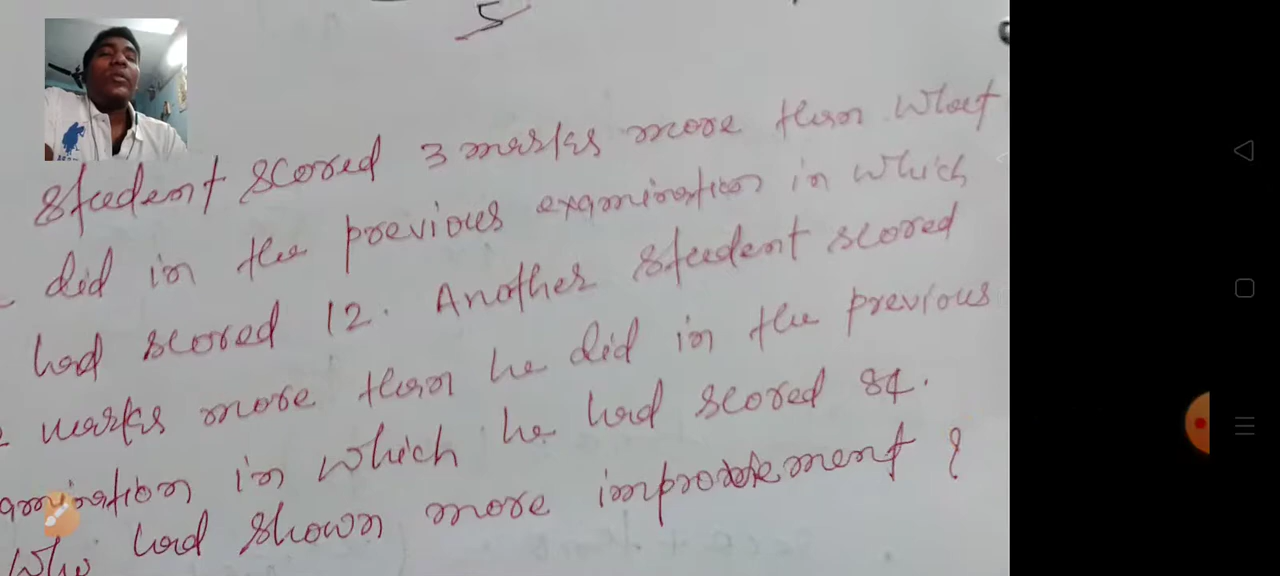 5
student scored 3 marks more than what
did in the previous examination in which
had scored 12. Another student scored
marks more than he did in the previous
in which he had scored 84.
Who had shown more improvement?